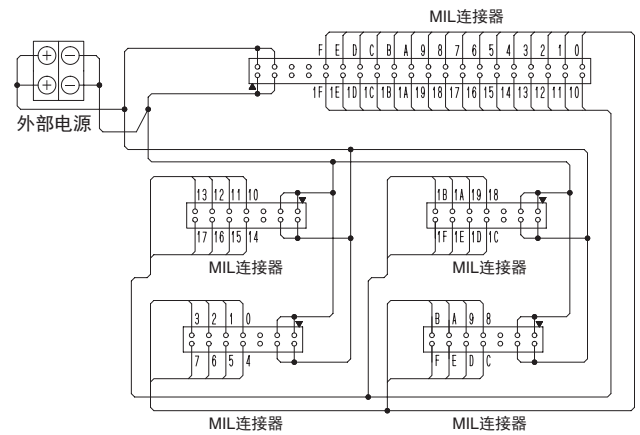 MIL连接器
F E D C B A 9 8 7 6 5 4 3 2 1 0
1F 1E 1D 1C 1B 1A 19 18 17 16 15 14 13 12 11 10
外部电源
13 12 11 10
1B 1A 19 18
17 16 15 14
1F 1E 1D 1C
MIL连接器
MIL连接器
3 2 1 0
B A 9 8
7 6 5 4
F E D C
MIL连接器
MIL连接器